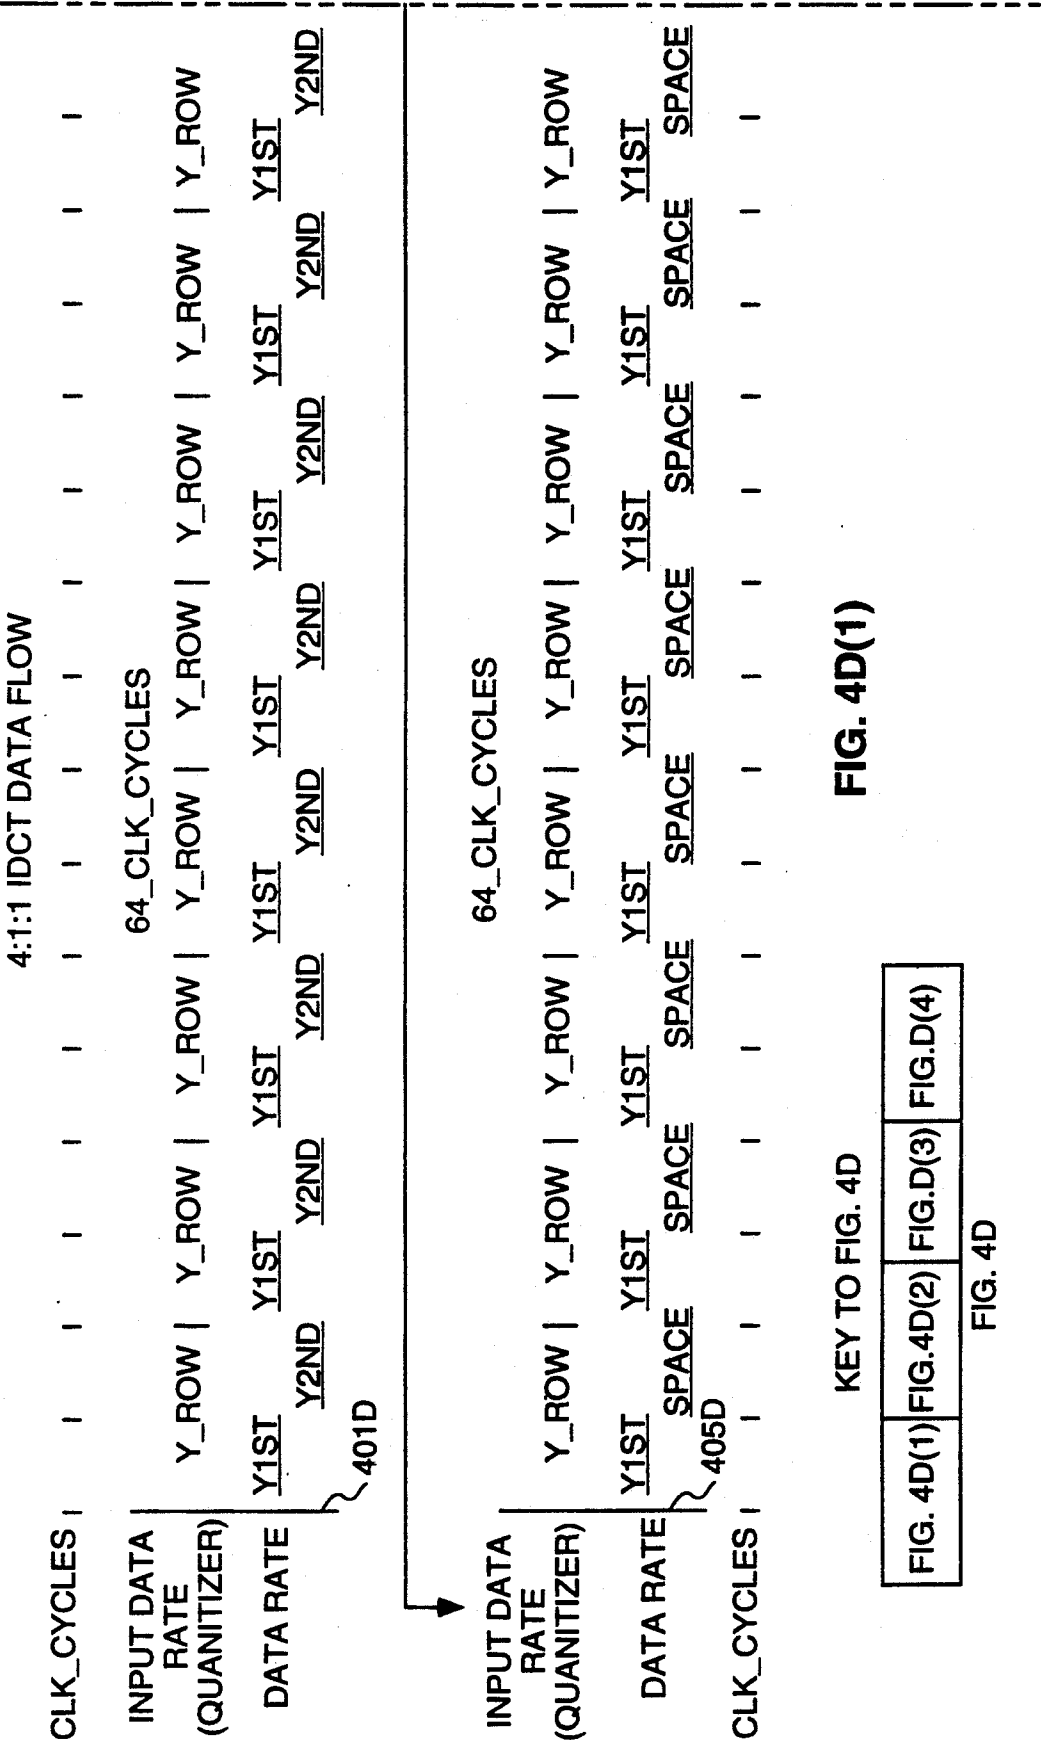 4:1:1 IDCT DATA FLOW
CLK_CYCLES
64_CLK_CYCLES
INPUT DATA
RATE
(QUANITIZER)
Y_ROW | Y_ROW | Y_ROW | Y_ROW | Y_ROW | Y_ROW | Y_ROW | Y_ROW
DATA RATE
Y1ST Y1ST Y1ST Y1ST Y1ST Y1ST Y1ST Y1ST
Y2ND Y2ND Y2ND Y2ND Y2ND Y2ND Y2ND Y2ND
401D
64_CLK_CYCLES
INPUT DATA
RATE
(QUANITIZER)
Y_ROW | Y_ROW | Y_ROW | Y_ROW | Y_ROW | Y_ROW | Y_ROW | Y_ROW
DATA RATE
Y1ST Y1ST Y1ST Y1ST Y1ST Y1ST Y1ST Y1ST
SPACE SPACE SPACE SPACE SPACE SPACE SPACE SPACE
405D
CLK_CYCLES
FIG. 4D(1)
KEY TO FIG. 4D
FIG. 4D(1) FIG.4D(2) FIG.D(3) FIG.D(4)
FIG. 4D